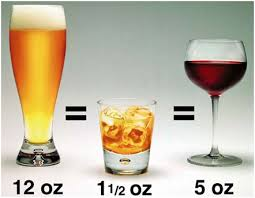 = =
12 oz 1 1/2 oz 5 oz